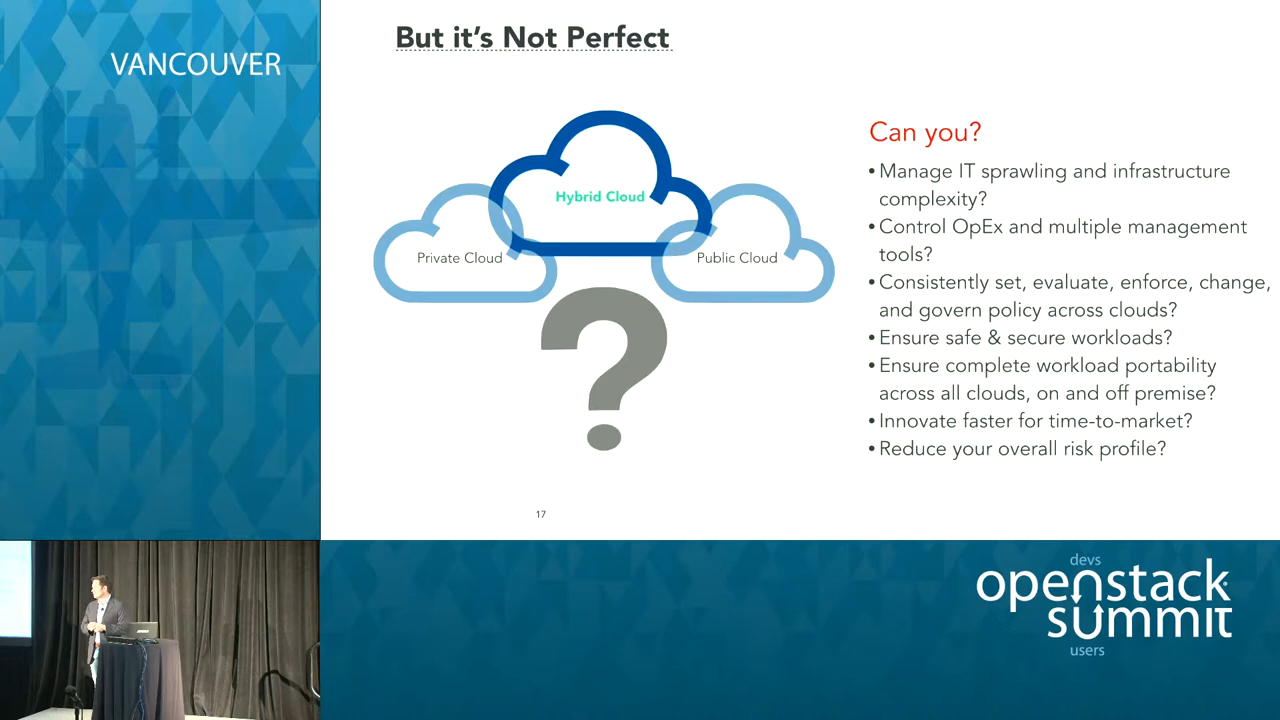 VANCOUVER
But it's Not Perfect
Hybrid Cloud
Private Cloud
Public Cloud
?
Can you?
•Manage IT sprawling and infrastructure
complexity?
•Control OpEx and multiple management
tools?
•Consistently set, evaluate, enforce, change,
and govern policy across clouds?
•Ensure safe & secure workloads?
•Ensure complete workload portability
across all clouds, on and off premise?
•Innovate faster for time-to-market?
•Reduce your overall risk profile?
17
devs
openstack
summit
users